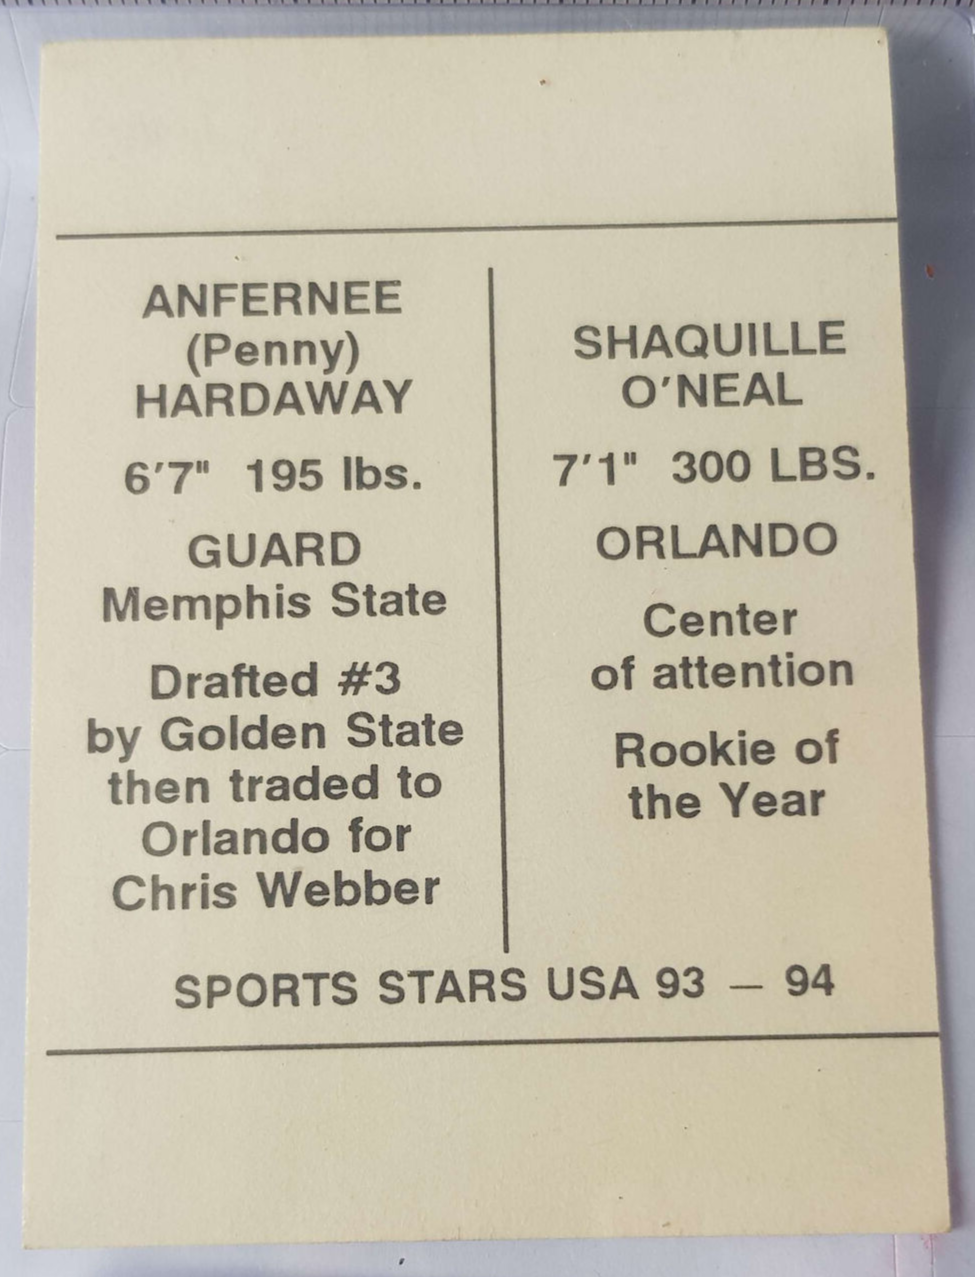 ANFERNEE
(Penny)
HARDAWAY
6'7" 195 lbs.
GUARD
Memphis State
Drafted #3
by Golden State
then traded to
Orlando for
Chris Webber
SHAQUILLE
O'NEAL
7'1" 300 LBS.
ORLANDO
Center
of attention
Rookie of
the Year
SPORTS STARS USA 93 — 94